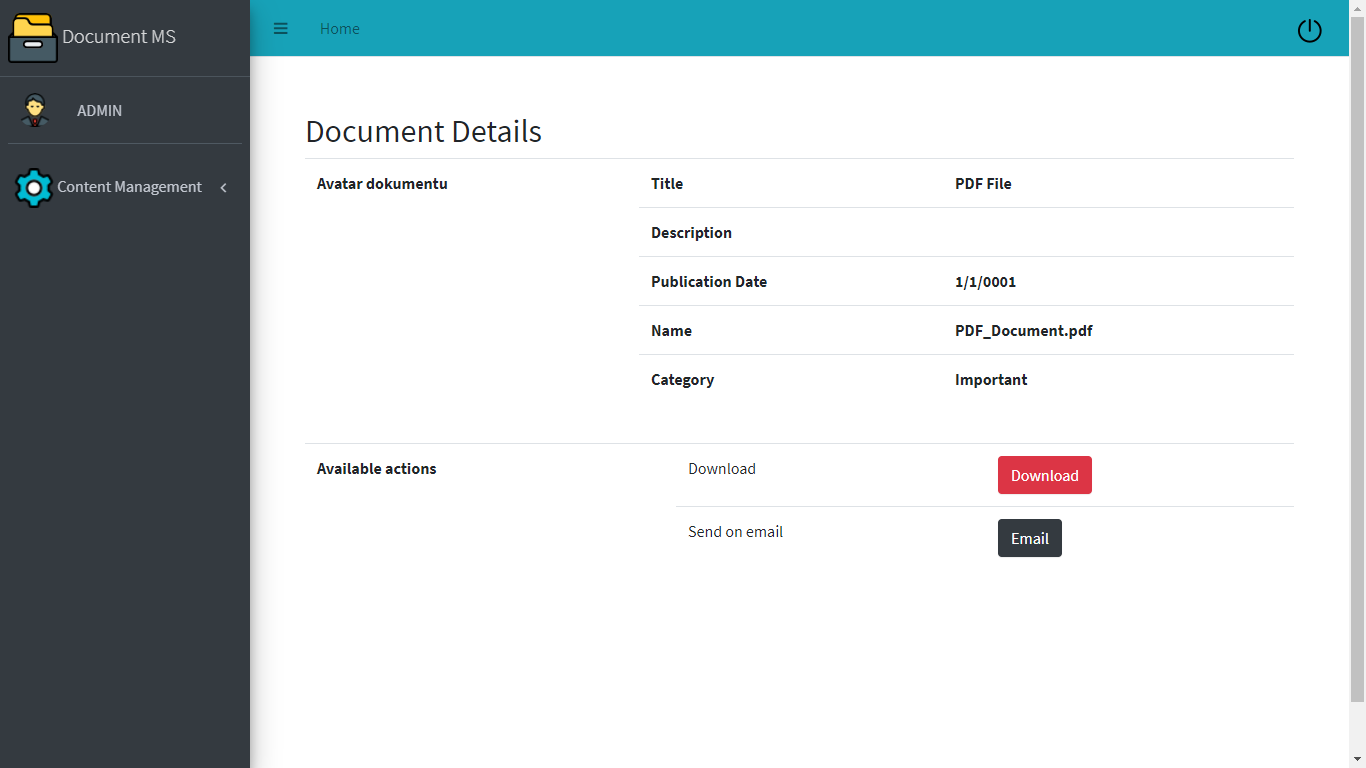 Document MS
Home
ADMIN
Content Management
Document Details
Avatar dokumentu
Title PDF File
Description
Publication Date 1/1/0001
Name PDF_Document.pdf
Category Important
Available actions
Download Download
Send on email Email